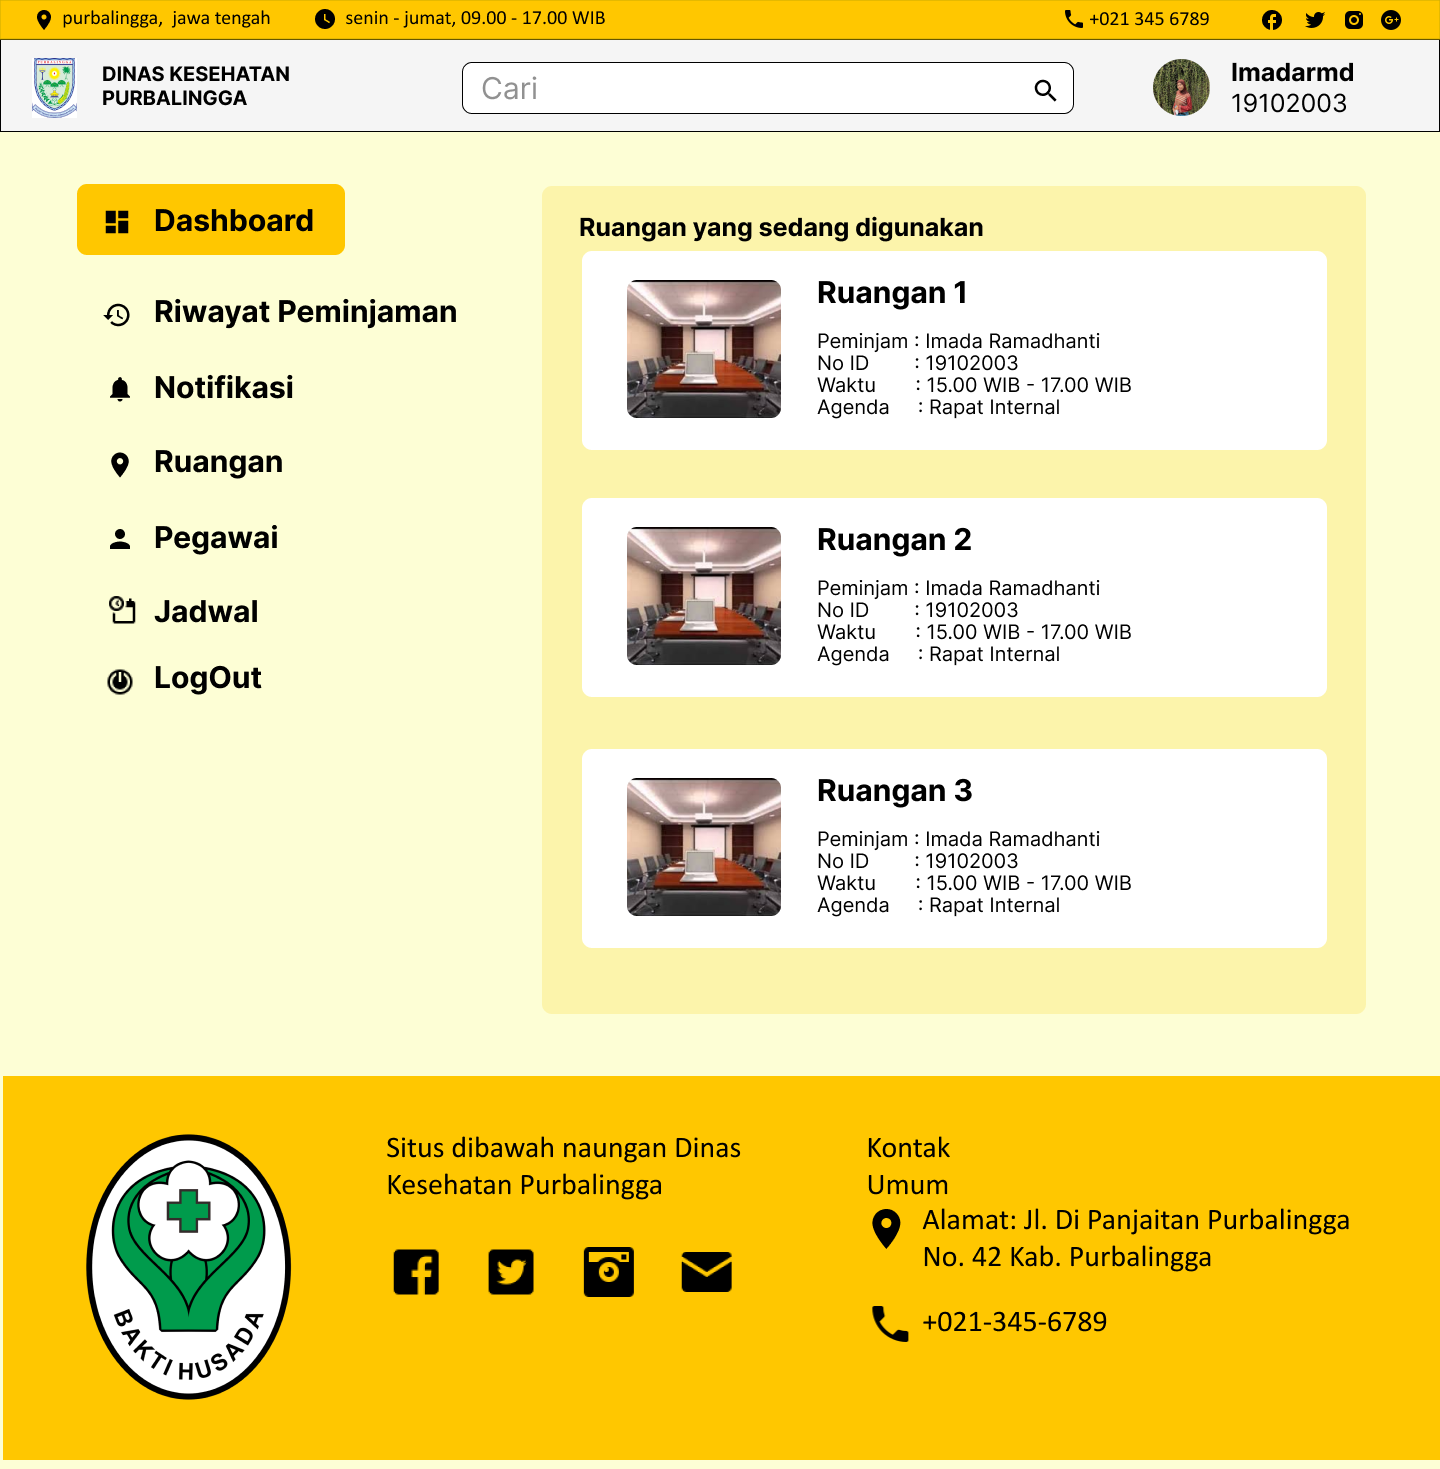 purbalingga, jawa tengah
senin - jumat, 09.00 - 17.00 WIB
+021 345 6789
DINAS KESEHATAN
PURBALINGGA
Cari
Imadarmd
19102003
Dashboard
Riwayat Peminjaman
Notifikasi
Ruangan
Pegawai
Jadwal
LogOut
Ruangan yang sedang digunakan
Ruangan 1
Peminjam : Imada Ramadhanti
No ID : 19102003
Waktu : 15.00 WIB - 17.00 WIB
Agenda : Rapat Internal
Ruangan 2
Peminjam : Imada Ramadhanti
No ID : 19102003
Waktu : 15.00 WIB - 17.00 WIB
Agenda : Rapat Internal
Ruangan 3
Peminjam : Imada Ramadhanti
No ID : 19102003
Waktu : 15.00 WIB - 17.00 WIB
Agenda : Rapat Internal
BAKTI HUSADA
Situs dibawah naungan Dinas
Kesehatan Purbalingga
Kontak
Umum
Alamat: Jl. Di Panjaitan Purbalingga
No. 42 Kab. Purbalingga
+021-345-6789